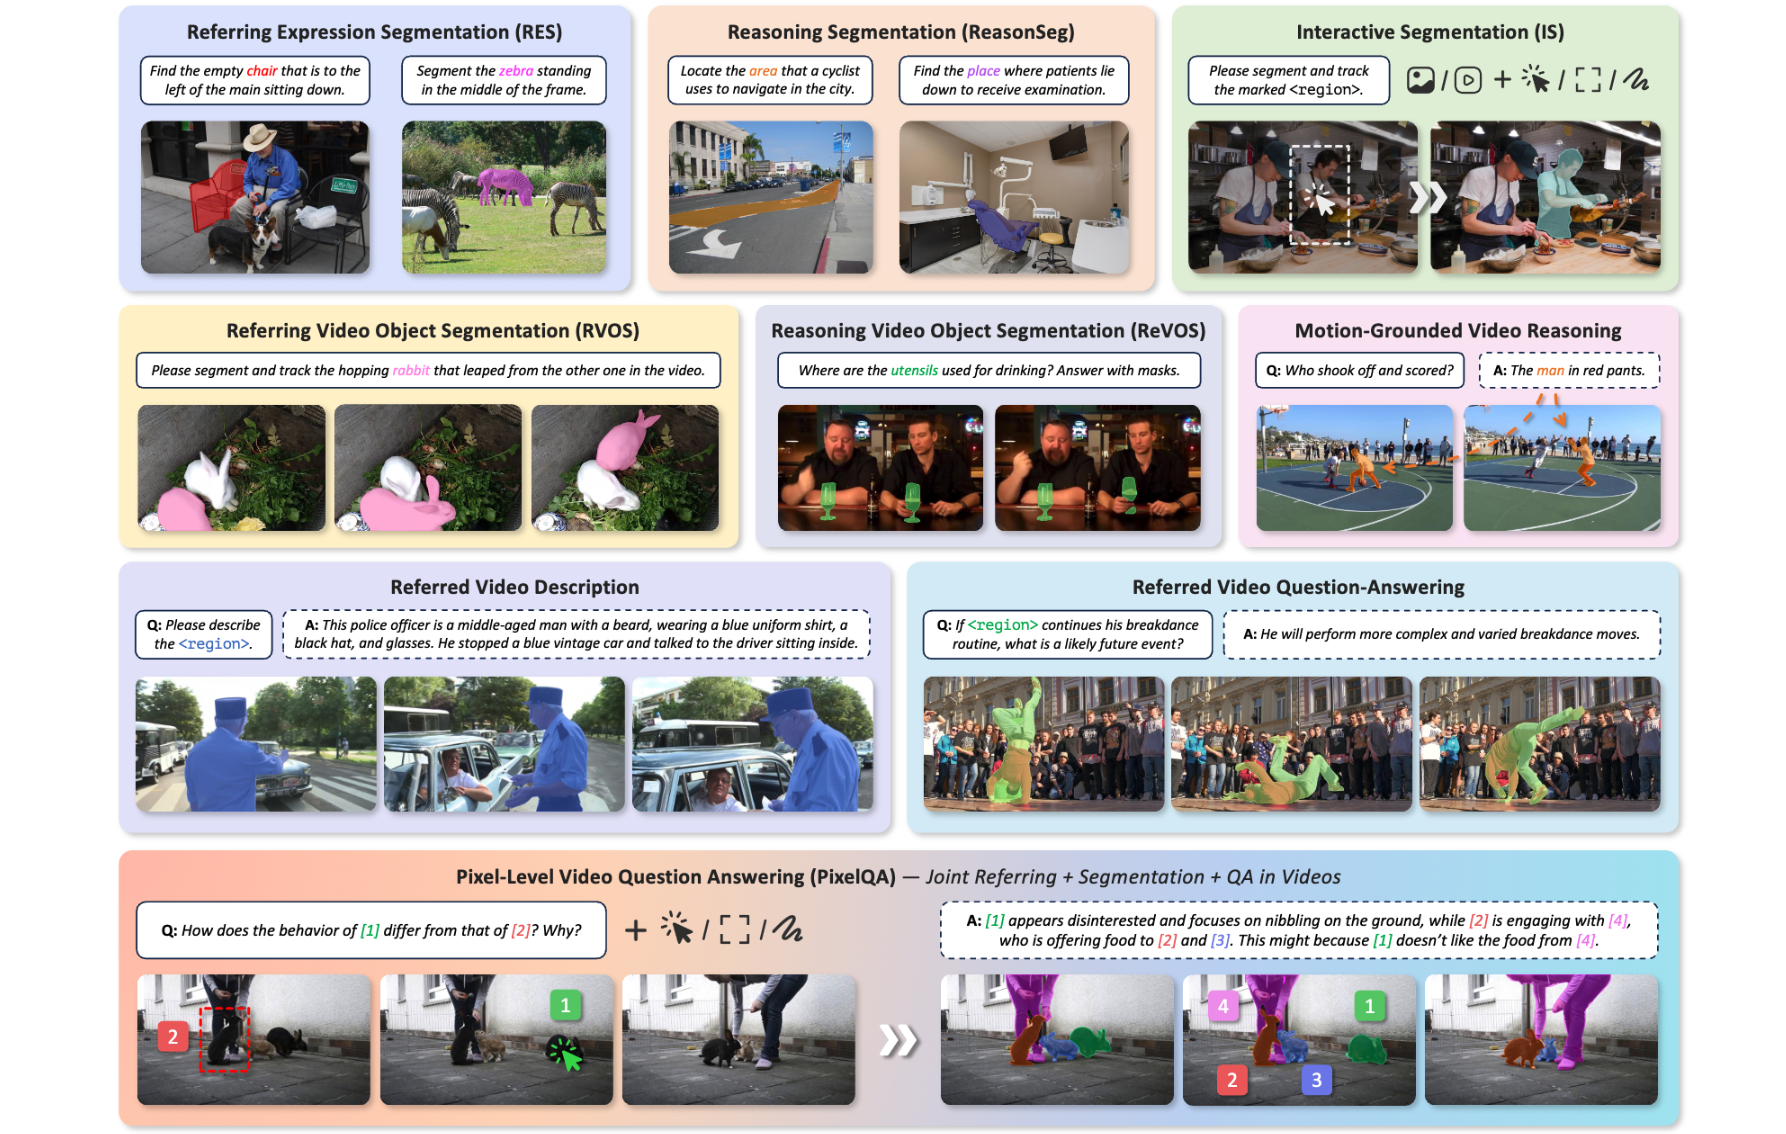 Referring Expression Segmentation (RES)
Find the empty chair that is to the
left of the main sitting down.
Segment the zebra standing
in the middle of the frame.
Reasoning Segmentation (ReasonSeg)
Locate the area that a cyclist
uses to navigate in the city.
Find the place where patients lie
down to receive examination.
Interactive Segmentation (IS)
Please segment and track
the marked <region>.
/ + / /
Referring Video Object Segmentation (RVOS)
Please segment and track the hopping rabbit that leaped from the other one in the video.
Reasoning Video Object Segmentation (ReVOS)
Where are the utensils used for drinking? Answer with masks.
Motion-Grounded Video Reasoning
Q: Who shook off and scored?
A: The man in red pants.
Referred Video Description
Q: Please describe
the <region>.
A: This police officer is a middle-aged man with a beard, wearing a blue uniform shirt, a
black hat, and glasses. He stopped a blue vintage car and talked to the driver sitting inside.
Referred Video Question-Answering
Q: If <region> continues his breakdance
routine, what is a likely future event?
A: He will perform more complex and varied breakdance moves.
Pixel-Level Video Question Answering (PixelQA) — Joint Referring + Segmentation + QA in Videos
Q: How does the behavior of [1] differ from that of [2]? Why?
+ / /
A: [1] appears disinterested and focuses on nibbling on the ground, while [2] is engaging with [4],
who is offering food to [2] and [3]. This might because [1] doesn't like the food from [4].
2
1
4
1
2
3